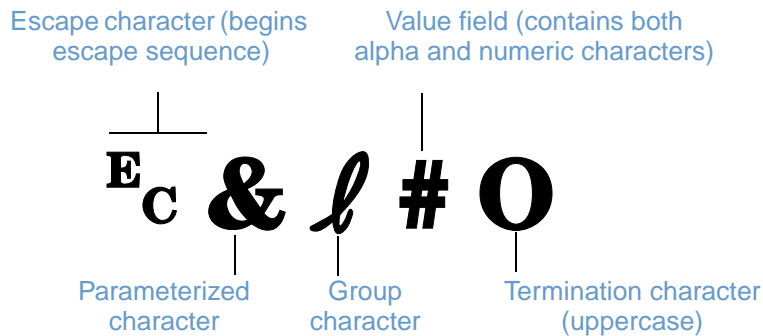 Escape character (begins escape sequence)
Value field (contains both alpha and numeric characters)
E C & ℓ # O
Parameterized character
Group character
Termination character (uppercase)